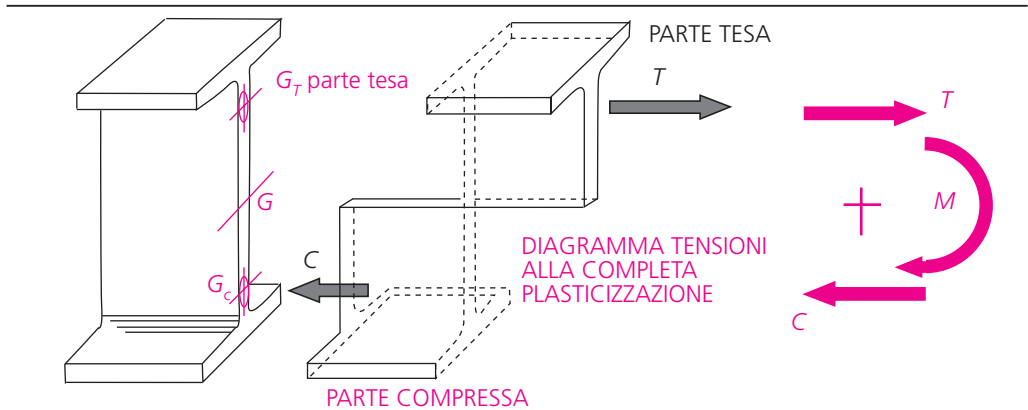 PARTE TESA
T
G_T parte tesa
T
G
M
DIAGRAMMA TENSIONI
ALLA COMPLETA
PLASTICIZZAZIONE
C
G_c
C
PARTE COMPRESSA